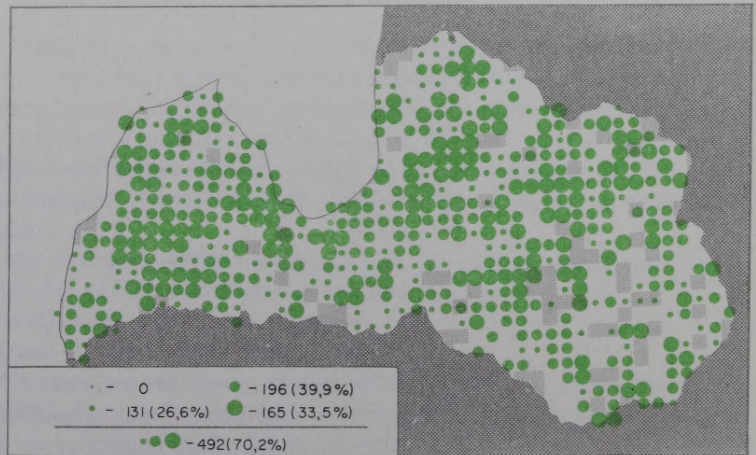 - 0
- 131 (26,6%)
- 196 (39,9%)
- 165 (33,5%)
- 492 (70,2%)